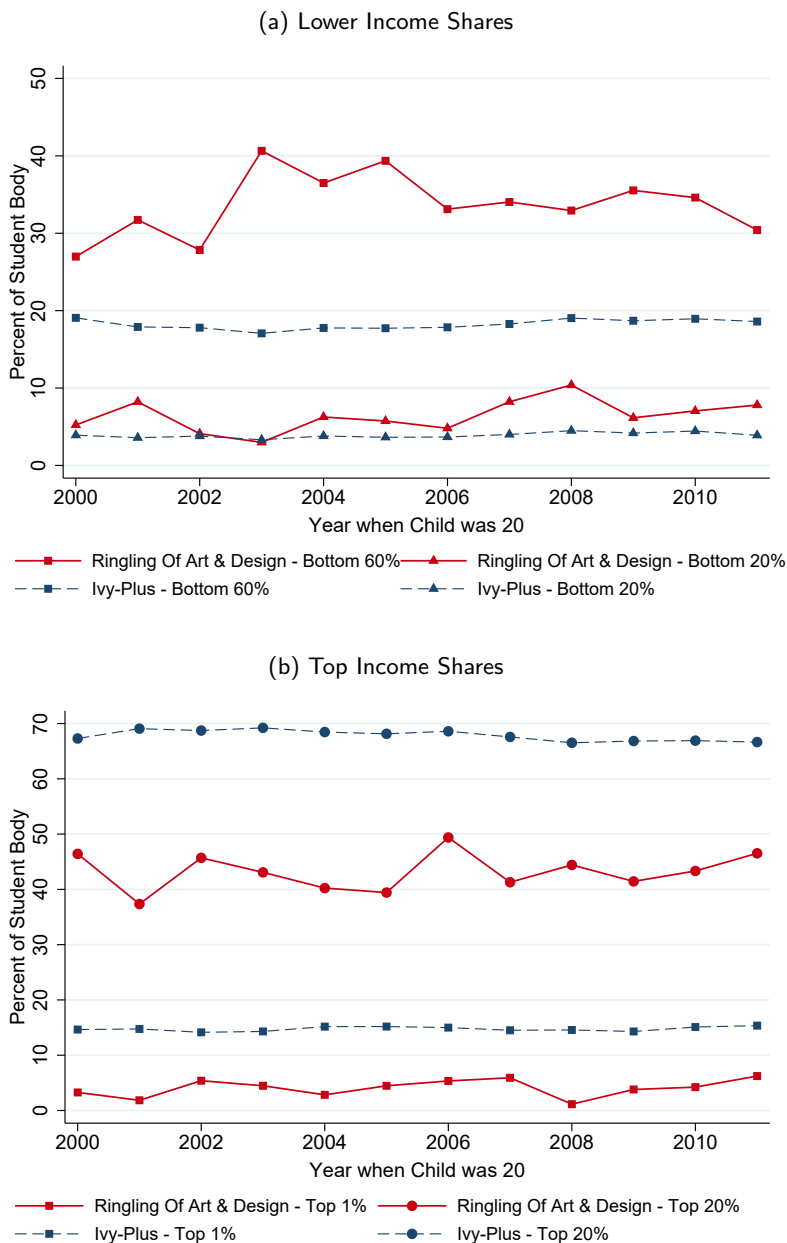 (a) Lower Income Shares
Percent of Student Body
50
40
30
20
10
0
2000 2002 2004 2006 2008 2010
Year when Child was 20
Ringling Of Art & Design - Bottom 60% Ringling Of Art & Design - Bottom 20%
Ivy-Plus - Bottom 60% Ivy-Plus - Bottom 20%
(b) Top Income Shares
Percent of Student Body
70
60
50
40
30
20
10
0
2000 2002 2004 2006 2008 2010
Year when Child was 20
Ringling Of Art & Design - Top 1% Ringling Of Art & Design - Top 20%
Ivy-Plus - Top 1% Ivy-Plus - Top 20%